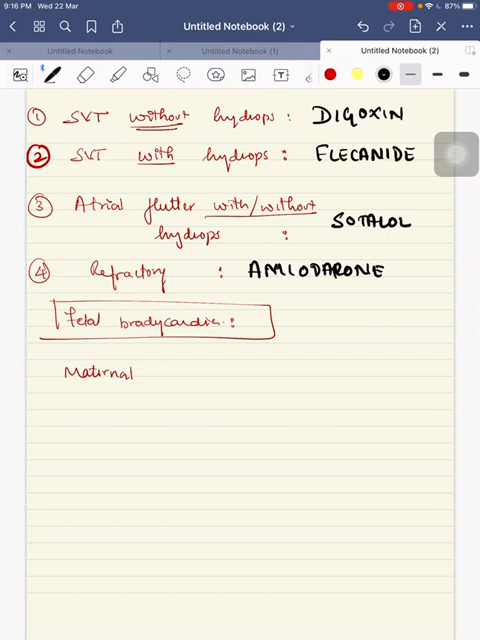 9:16 PM Wed 22 Mar
87%
Untitled Notebook (2)
Untitled Notebook
Untitled Notebook (1)
Untitled Notebook (2)
① SVT without hydrops : DIGOXIN
② SVT with hydrops : FLECANIDE
③ Atrial flutter with/without
hydrops : SOTALOL
④ Refractory : AMIODARONE
Fetal bradycardia :
Maternal